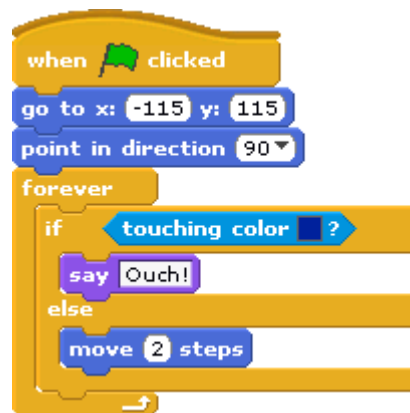 when clicked
go to x: -115 y: 115
point in direction 90
forever
if touching color ?
say Ouch!
else
move 2 steps